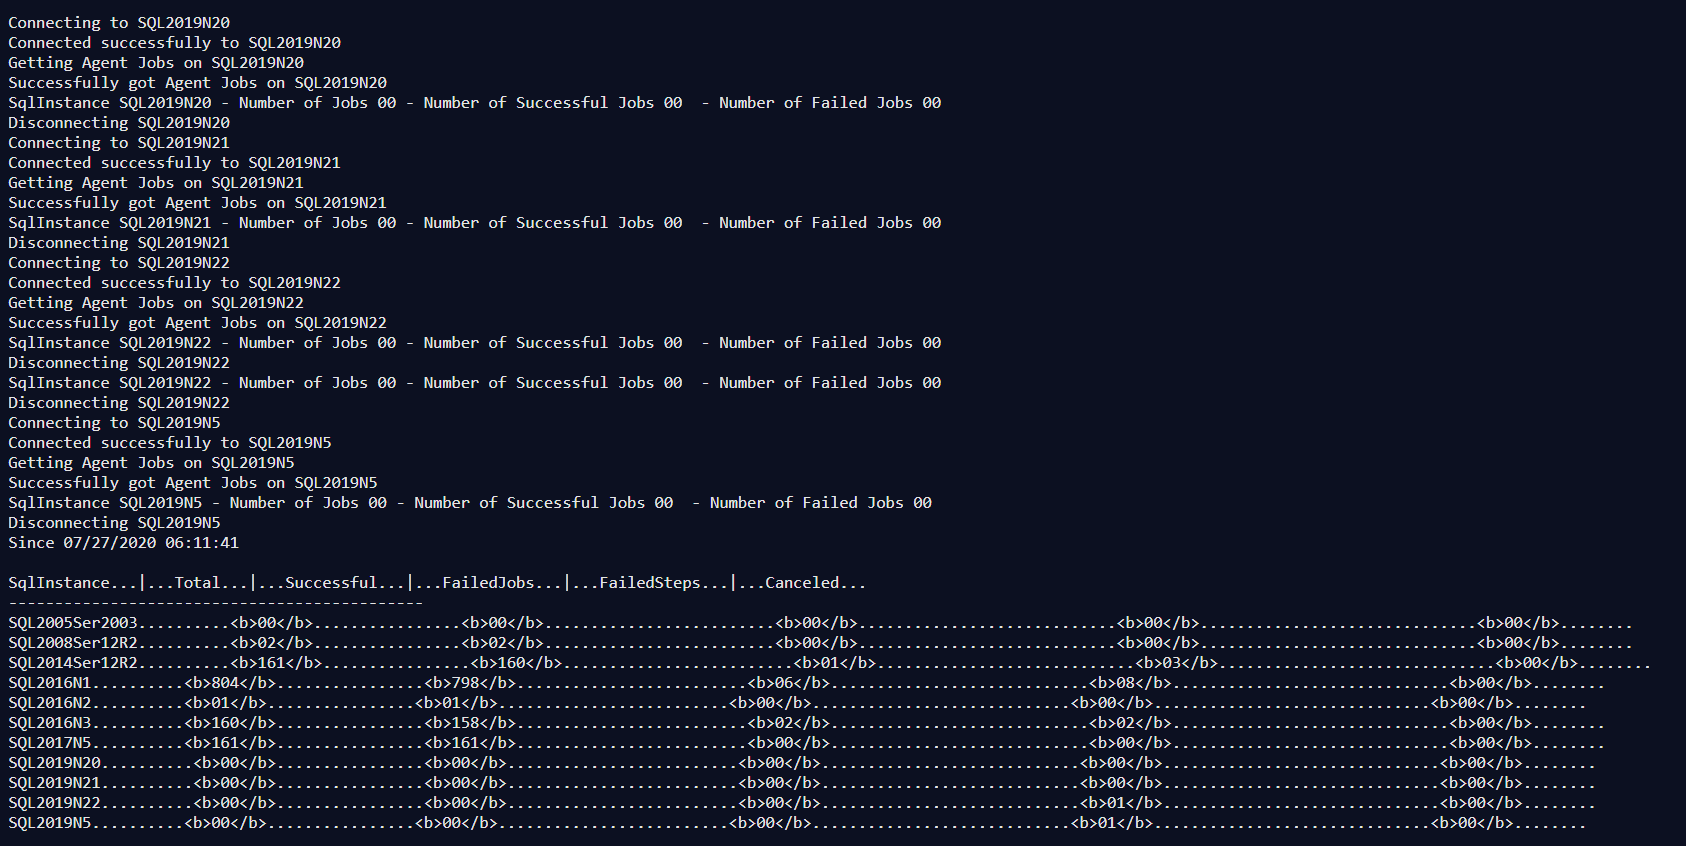 Connecting to SQL2019N20
Connected successfully to SQL2019N20
Getting Agent Jobs on SQL2019N20
Successfully got Agent Jobs on SQL2019N20
SqlInstance SQL2019N20 - Number of Jobs 00 - Number of Successful Jobs 00  - Number of Failed Jobs 00
Disconnecting SQL2019N20
Connecting to SQL2019N21
Connected successfully to SQL2019N21
Getting Agent Jobs on SQL2019N21
Successfully got Agent Jobs on SQL2019N21
SqlInstance SQL2019N21 - Number of Jobs 00 - Number of Successful Jobs 00  - Number of Failed Jobs 00
Disconnecting SQL2019N21
Connecting to SQL2019N22
Connected successfully to SQL2019N22
Getting Agent Jobs on SQL2019N22
Successfully got Agent Jobs on SQL2019N22
SqlInstance SQL2019N22 - Number of Jobs 00 - Number of Successful Jobs 00  - Number of Failed Jobs 00
Disconnecting SQL2019N22
SqlInstance SQL2019N22 - Number of Jobs 00 - Number of Successful Jobs 00  - Number of Failed Jobs 00
Disconnecting SQL2019N22
Connecting to SQL2019N5
Connected successfully to SQL2019N5
Getting Agent Jobs on SQL2019N5
Successfully got Agent Jobs on SQL2019N5
SqlInstance SQL2019N5 - Number of Jobs 00 - Number of Successful Jobs 00  - Number of Failed Jobs 00
Disconnecting SQL2019N5
Since 07/27/2020 06:11:41
SqlInstance...|...Total...|...Successful...|...FailedJobs...|...FailedSteps...|...Canceled...
---------------------------------------------
SQL2005Ser2003..........<b>00</b>................<b>00</b>.........................<b>00</b>............................<b>00</b>..............................<b>00</b>........
SQL2008Ser12R2..........<b>02</b>................<b>02</b>.........................<b>00</b>............................<b>00</b>..............................<b>00</b>........
SQL2014Ser12R2..........<b>161</b>................<b>160</b>.........................<b>01</b>............................<b>03</b>..............................<b>00</b>........
SQL2016N1..........<b>804</b>................<b>798</b>.........................<b>06</b>............................<b>08</b>..............................<b>00</b>........
SQL2016N2..........<b>01</b>................<b>01</b>.........................<b>00</b>............................<b>00</b>..............................<b>00</b>........
SQL2016N3..........<b>160</b>................<b>158</b>.........................<b>02</b>............................<b>02</b>..............................<b>00</b>........
SQL2017N5..........<b>161</b>................<b>161</b>.........................<b>00</b>............................<b>00</b>..............................<b>00</b>........
SQL2019N20..........<b>00</b>................<b>00</b>.........................<b>00</b>............................<b>00</b>..............................<b>00</b>........
SQL2019N21..........<b>00</b>................<b>00</b>.........................<b>00</b>............................<b>00</b>..............................<b>00</b>........
SQL2019N22..........<b>00</b>................<b>00</b>.........................<b>00</b>............................<b>01</b>..............................<b>00</b>........
SQL2019N5..........<b>00</b>................<b>00</b>.........................<b>00</b>............................<b>01</b>..............................<b>00</b>........